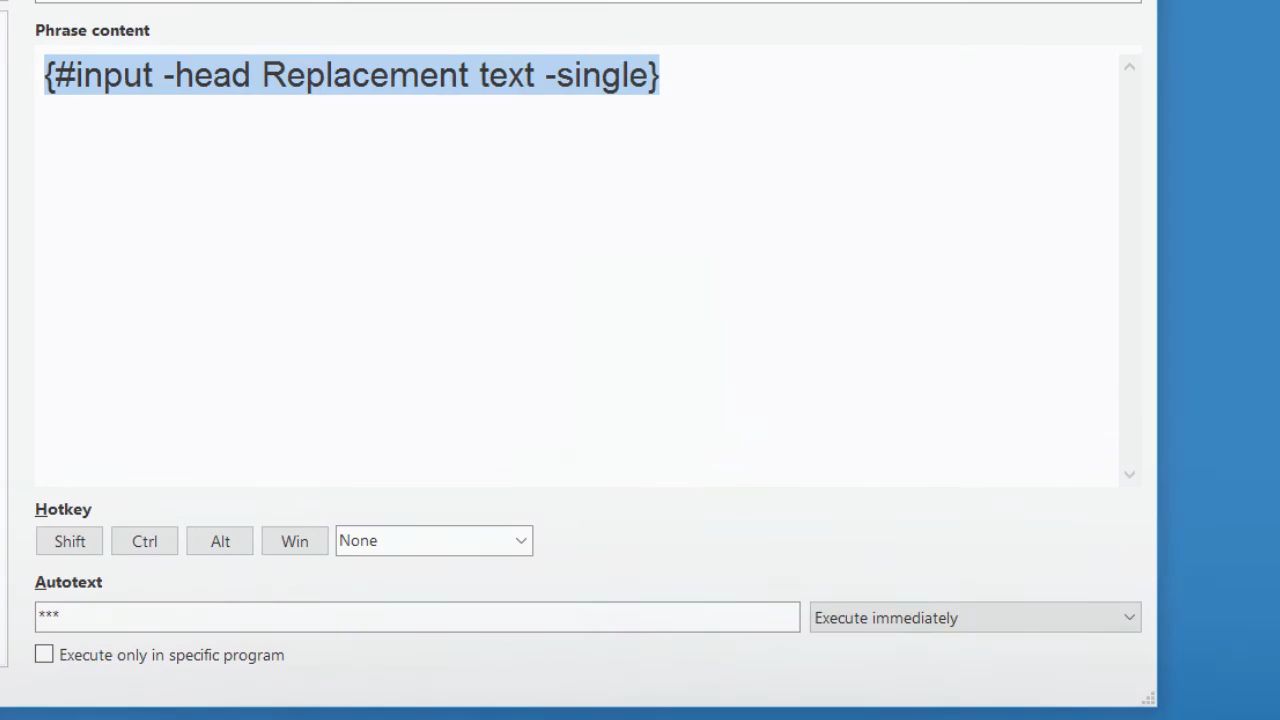 Phrase content
{#input -head Replacement text -single}
Hotkey
Shift Ctrl Alt Win None
Autotext
*** Execute immediately
Execute only in specific program